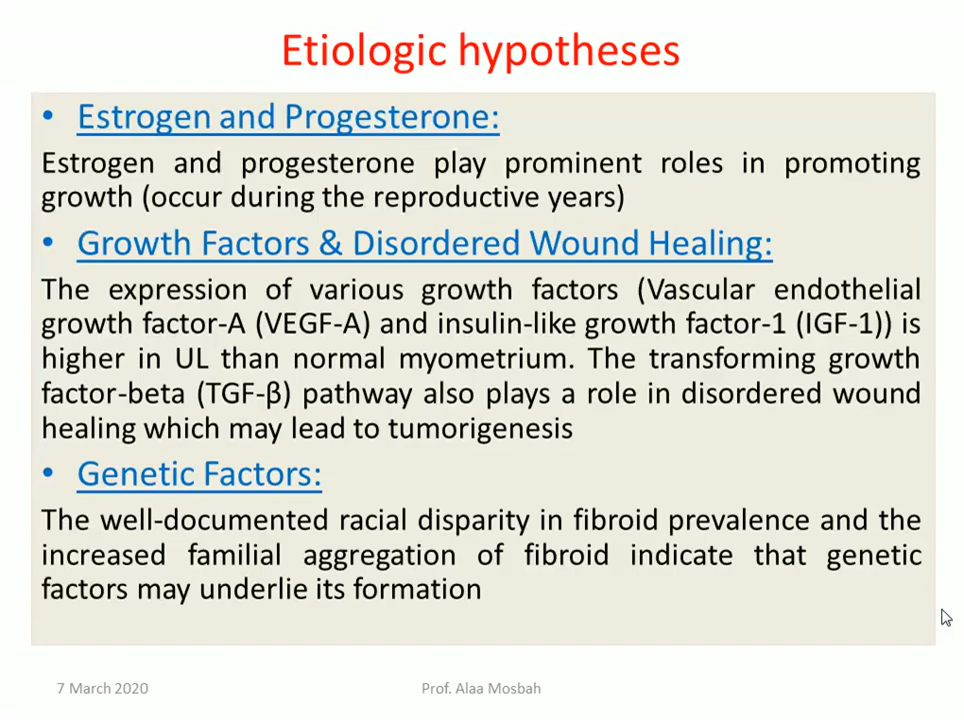 Etiologic hypotheses
• Estrogen and Progesterone:
Estrogen and progesterone play prominent roles in promoting
growth (occur during the reproductive years)
• Growth Factors & Disordered Wound Healing:
The expression of various growth factors (Vascular endothelial
growth factor-A (VEGF-A) and insulin-like growth factor-1 (IGF-1)) is
higher in UL than normal myometrium. The transforming growth
factor-beta (TGF-β) pathway also plays a role in disordered wound
healing which may lead to tumorigenesis
• Genetic Factors:
The well-documented racial disparity in fibroid prevalence and the
increased familial aggregation of fibroid indicate that genetic
factors may underlie its formation
7 March 2020
Prof. Alaa Mosbah